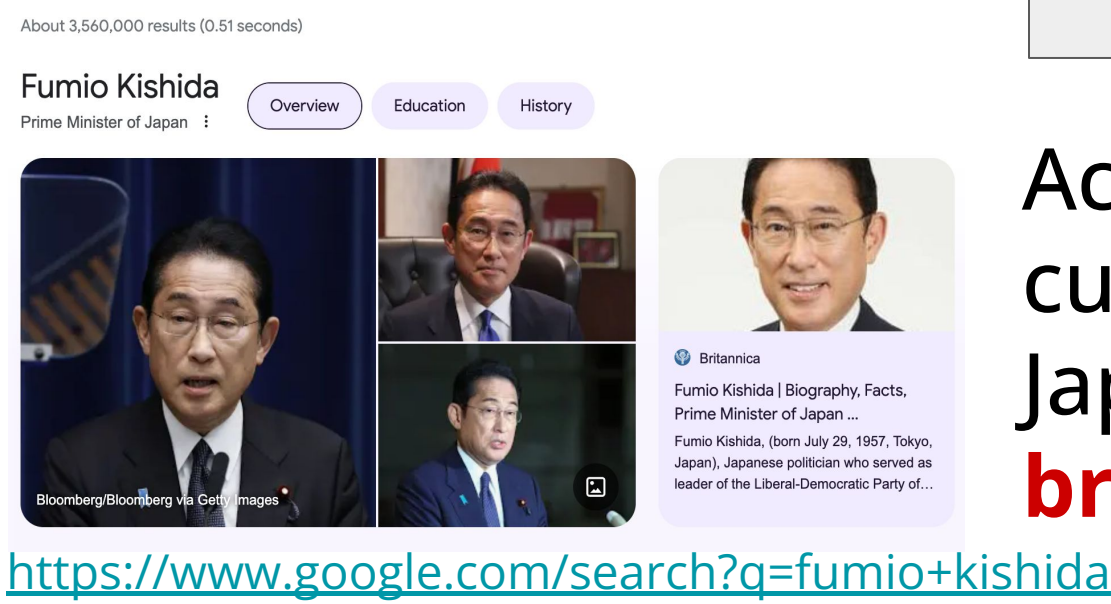 About 3,560,000 results (0.51 seconds)
Fumio Kishida
Prime Minister of Japan
Overview
Education
History
Bloomberg/Bloomberg via Getty Images
Britannica
Fumio Kishida | Biography, Facts,
Prime Minister of Japan ...
Fumio Kishida, (born July 29, 1957, Tokyo,
Japan), Japanese politician who served as
leader of the Liberal-Democratic Party of…
https://www.google.com/search?q=fumio+kishida